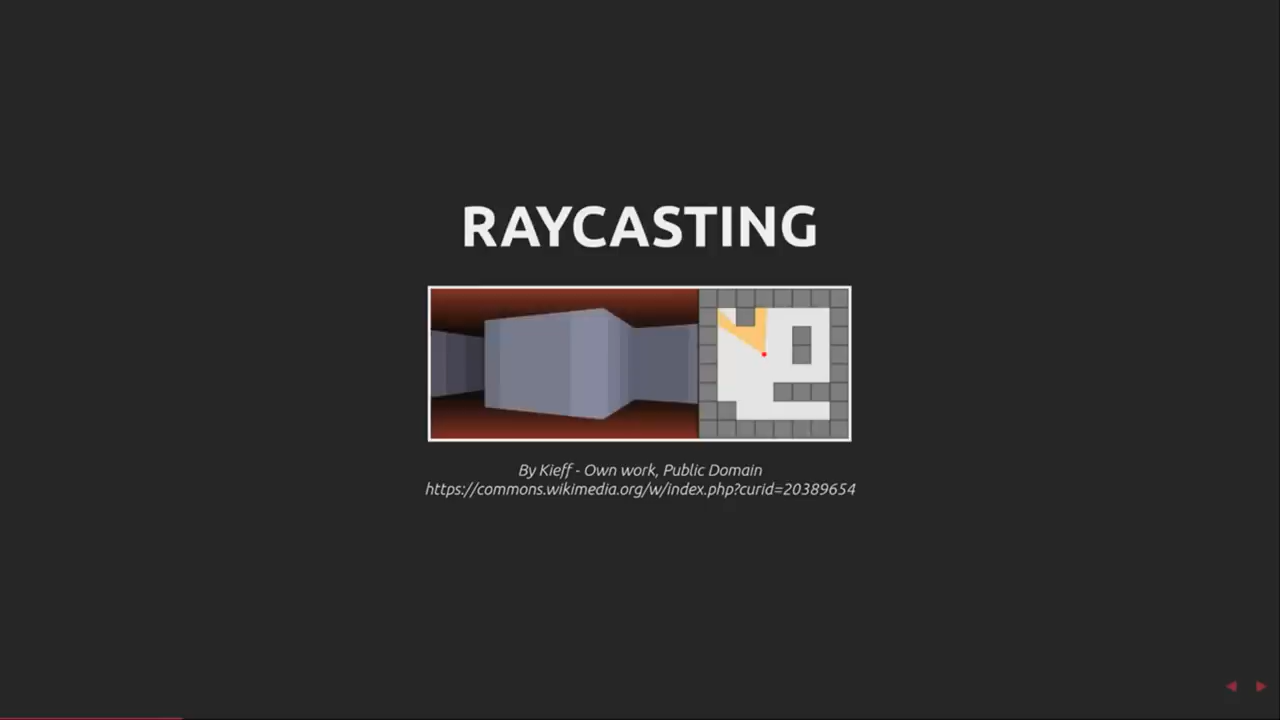 RAYCASTING
By Kieff - Own work, Public Domain
https://commons.wikimedia.org/w/index.php?curid=20389654